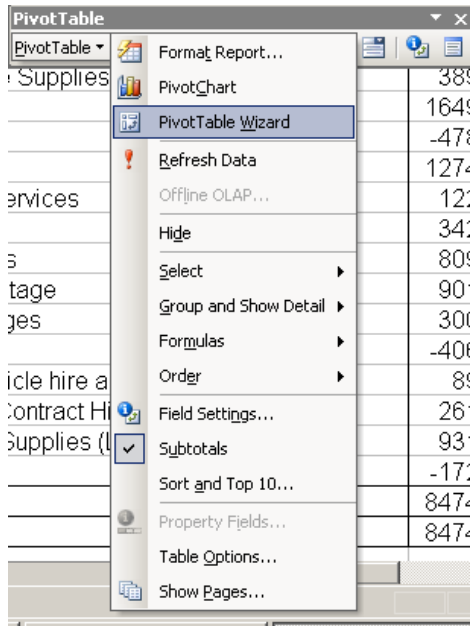 PivotTable
PivotTable
Format Report...
e Supplies
389
PivotChart
1649
PivotTable Wizard
-478
Refresh Data
1274
ervices
Offline OLAP...
122
Hide
342
s
Select
809
tage
Group and Show Detail
901
ges
300
Formulas
-406
icle hire a
Order
89
Contract Hi
Field Settings...
261
Supplies (L
Subtotals
931
Sort and Top 10...
-172
8474
Property Fields...
8474
Table Options...
Show Pages...